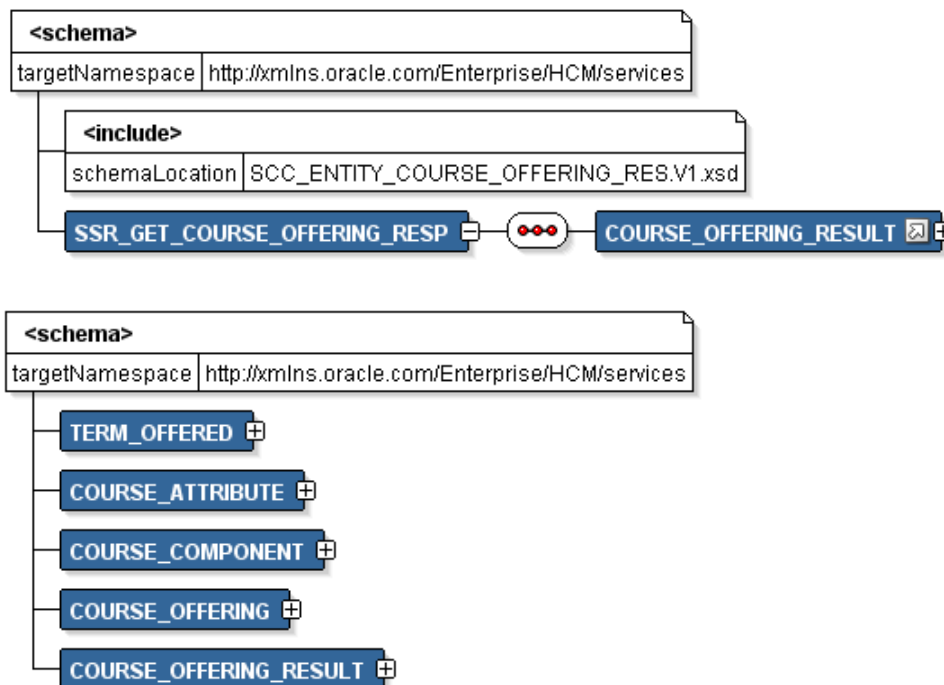 <schema>
targetNamespace http://xmlns.oracle.com/Enterprise/HCM/services
<include>
schemaLocation SCC_ENTITY_COURSE_OFFERING_RES.V1.xsd
SSR_GET_COURSE_OFFERING_RESP COURSE_OFFERING_RESULT
<schema>
targetNamespace http://xmlns.oracle.com/Enterprise/HCM/services
TERM_OFFERED
COURSE_ATTRIBUTE
COURSE_COMPONENT
COURSE_OFFERING
COURSE_OFFERING_RESULT